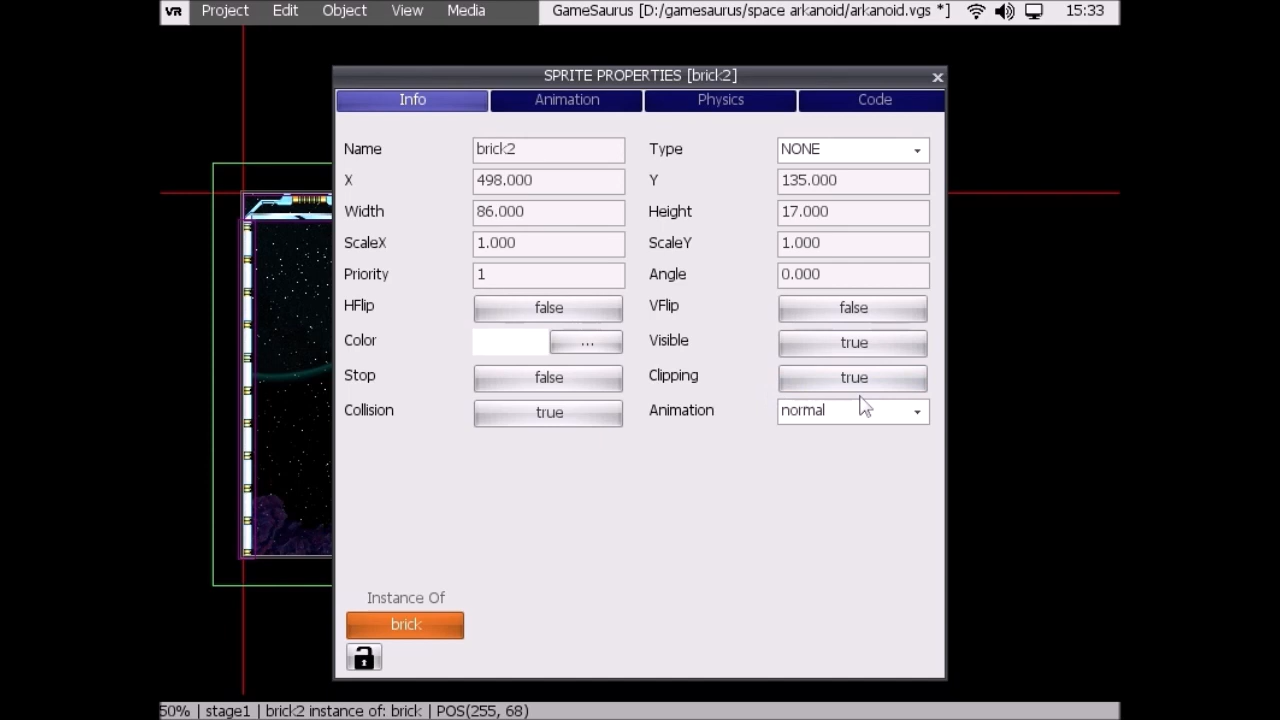 VR Project Edit Object View Media GameSaurus [D:/gamesaurus/space arkanoid/arkanoid.vgs *] 15:33
SPRITE PROPERTIES [brick2]
Info Animation Physics Code
Name brick2 Type NONE
X 498.000 Y 135.000
Width 86.000 Height 17.000
ScaleX 1.000 ScaleY 1.000
Priority 1 Angle 0.000
HFlip false VFlip false
Color ... Visible true
Stop false Clipping true
Collision true Animation normal
Instance Of
brick
50% | stage1 | brick2 instance of: brick | POS(255, 68)